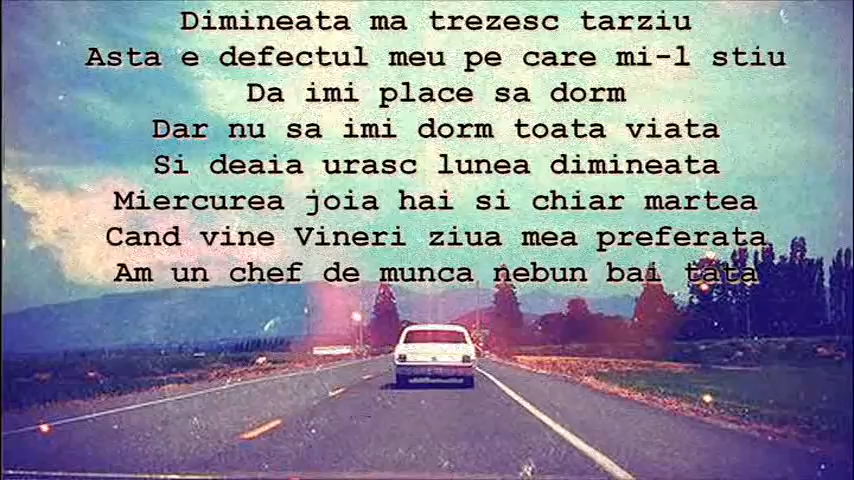 Dimineata ma trezesc tarziu
Asta e defectul meu pe care mi-l stiu
Da imi place sa dorm
Dar nu sa imi dorm toata viata
Si deaia urasc lunea dimineata
Miercurea joia hai si chiar martea
Cand vine Vineri ziua mea preferata
Am un chef de munca nebun bai tata